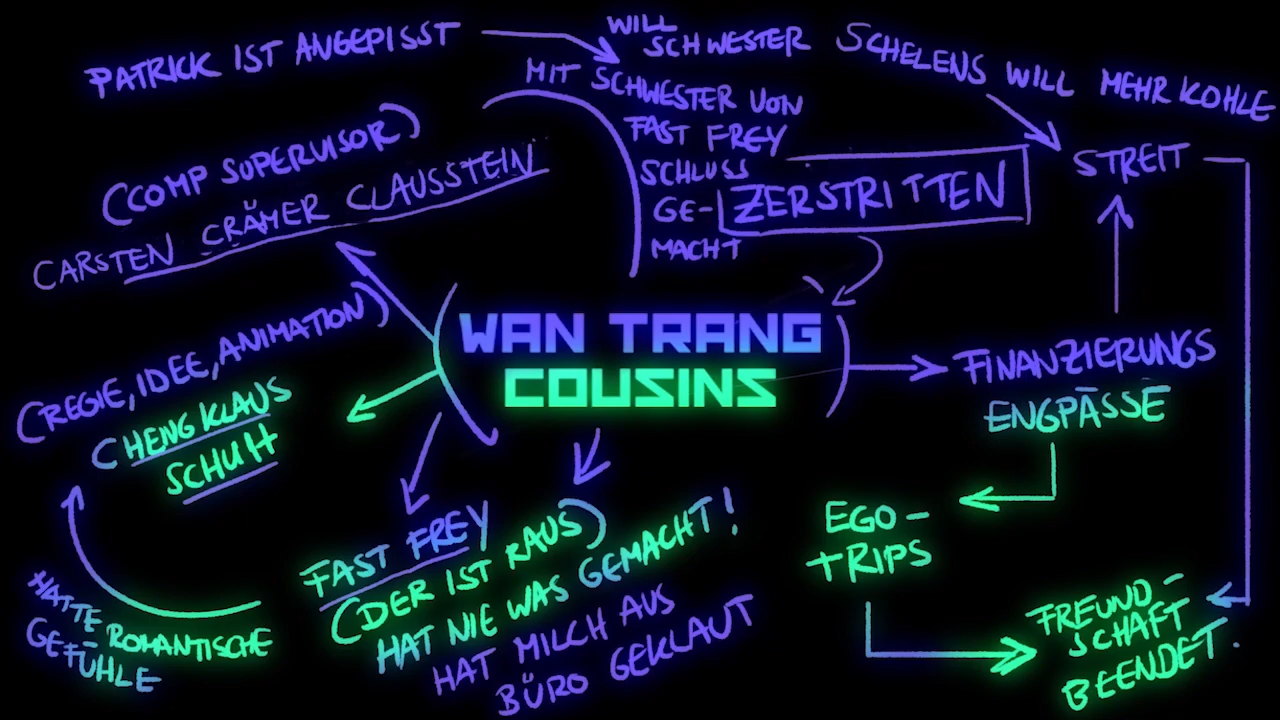 PATRICK IST ANGEPISST
WILL
SCHWESTER
SCHELENS WILL MEHR KOHLE
MIT SCHWESTER VON
FAST FREY
SCHLUSS
GE-
MACHT
ZERSTRITTEN
STREIT
(COMP SUPERVISOR)
CARSTEN CRÄMER CLAUSSTEIN
(REGIE, IDEE, ANIMATION)
(HENG KLAUS
SCHUH
WAN TRANG
COUSINS
FINANZIERUNGS
ENGPÄSSE
EGO-
TRIPS
FREUND-
SCHAFT
BEENDET.
FAST FREY
(DER IST RAUS)
HAT NIE WAS GEMACHT!
HAT MILCH AUS
BÜRO GEKLAUT
HATTE ROMANTISCHE
GEFÜHLE